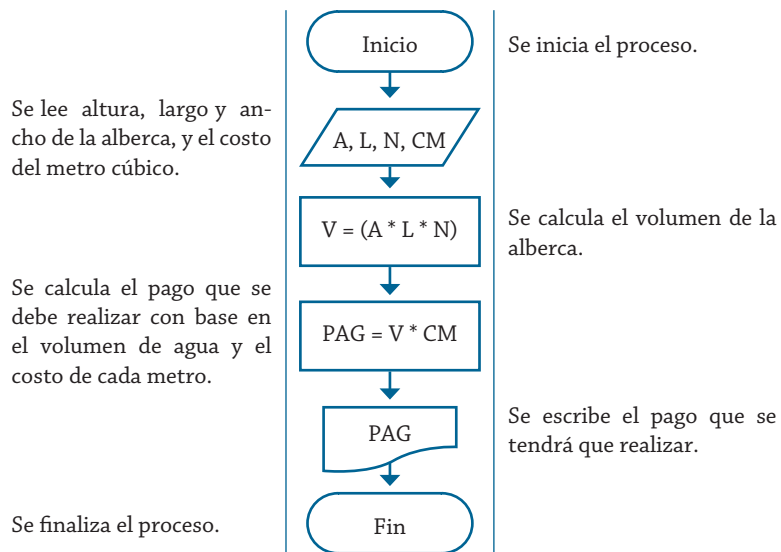 Inicio
Se inicia el proceso.
Se lee altura, largo y an-
cho de la alberca, y el costo
del metro cúbico.
A, L, N, CM
V = (A * L * N)
Se calcula el volumen de la
alberca.
Se calcula el pago que se
debe realizar con base en
el volumen de agua y el
costo de cada metro.
PAG = V * CM
PAG
Se escribe el pago que se
tendrá que realizar.
Se finaliza el proceso.
Fin